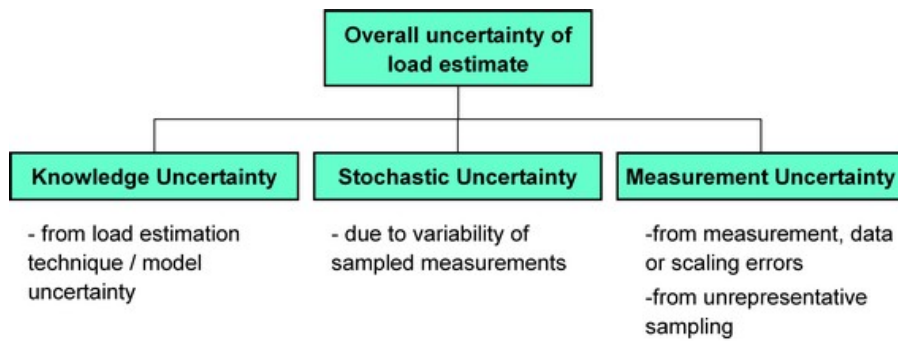 Overall uncertainty of
load estimate
Knowledge Uncertainty
Stochastic Uncertainty
Measurement Uncertainty
- from load estimation
technique / model
uncertainty
- due to variability of
sampled measurements
-from measurement, data
or scaling errors
-from unrepresentative
sampling